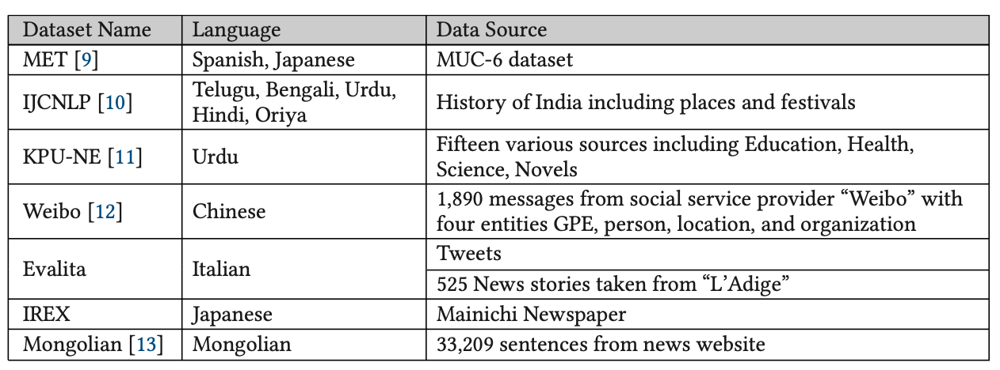 Dataset Name Language Data Source
MET [9] Spanish, Japanese MUC-6 dataset
IJCNLP [10] Telugu, Bengali, Urdu,
Hindi, Oriya History of India including places and festivals
KPU-NE [11] Urdu Fifteen various sources including Education, Health,
Science, Novels
Weibo [12] Chinese 1,890 messages from social service provider “Weibo” with
four entities GPE, person, location, and organization
Evalita Italian Tweets
525 News stories taken from “L’Adige”
IREX Japanese Mainichi Newspaper
Mongolian [13] Mongolian 33,209 sentences from news website